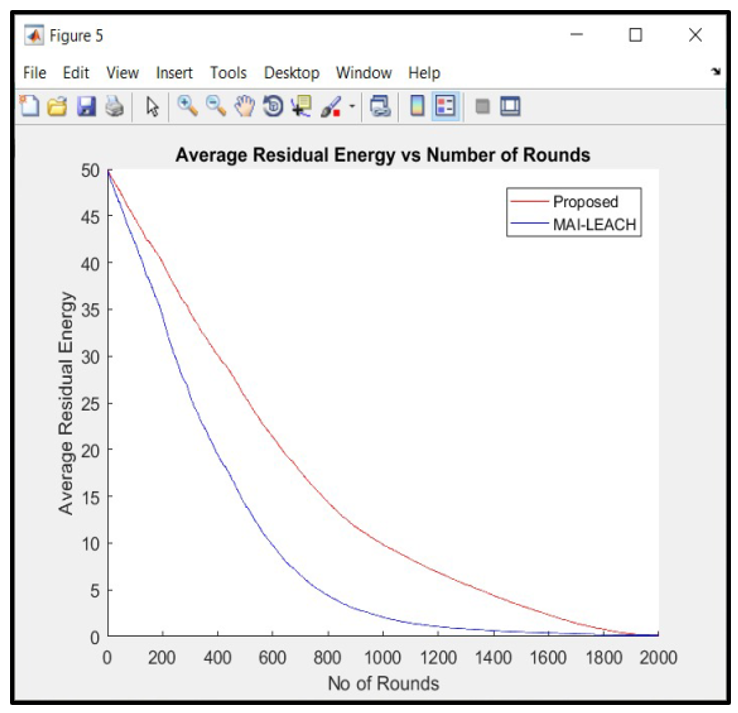 Figure 5
File Edit View Insert Tools Desktop Window Help
Average Residual Energy vs Number of Rounds
50
45
40
35
30
25
20
15
10
5
0
Average Residual Energy
Proposed
MAI-LEACH
0 200 400 600 800 1000 1200 1400 1600 1800 2000
No of Rounds